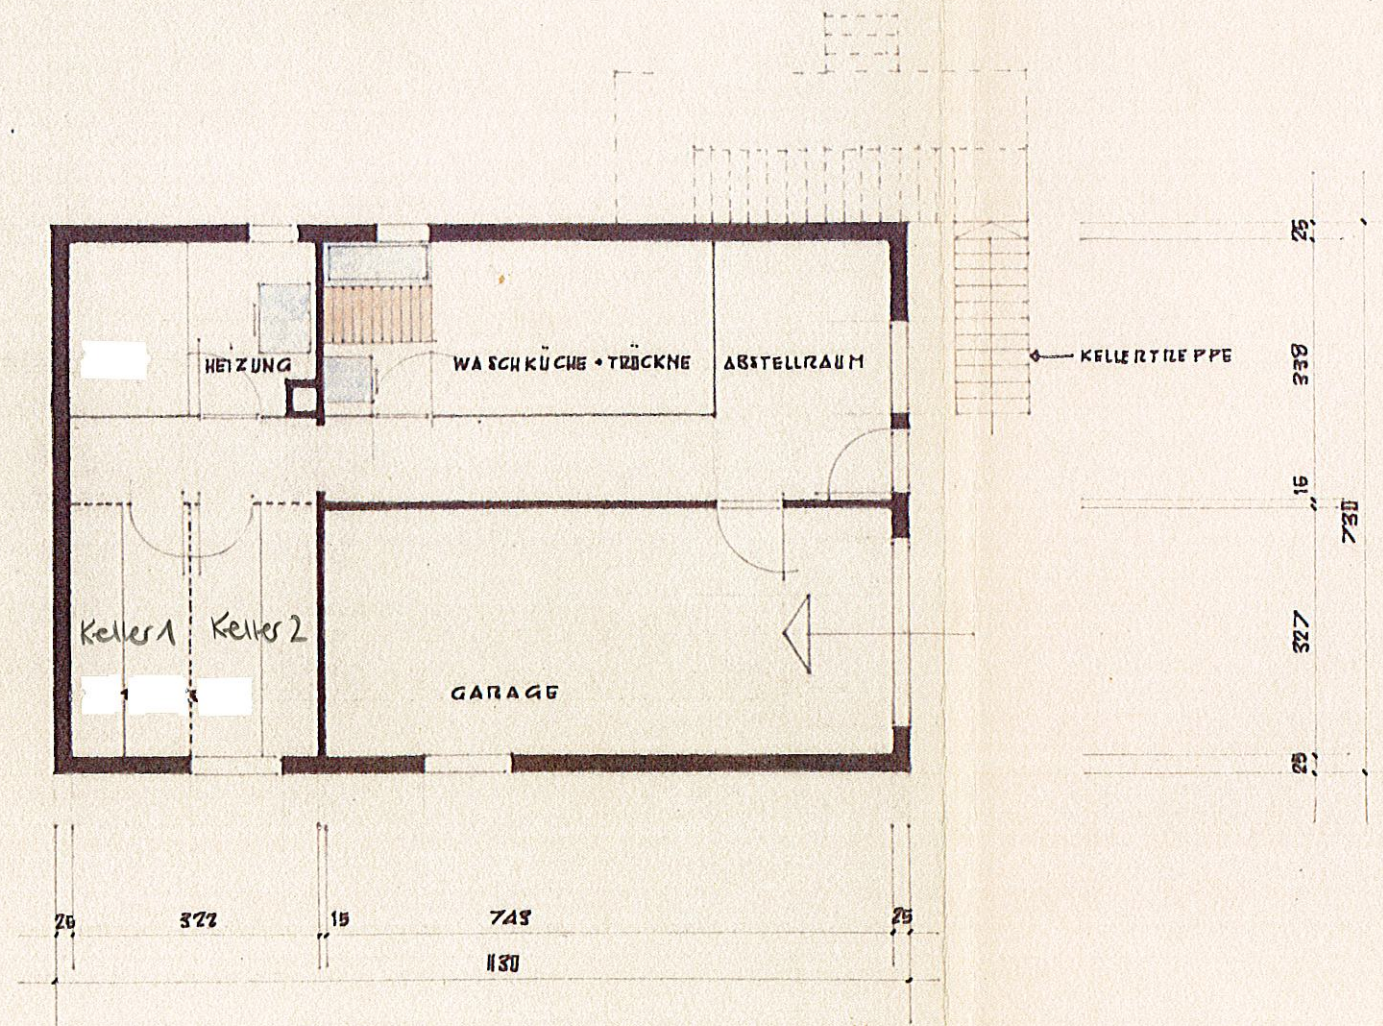 25
HEIZUNG
WASCHKÜCHE + TRÖCKNE
ABSTELLRAUM
KELLERTREPPE
338
15
730
Keller 1
Keller 2
327
GARAGE
25
25
322
15
743
25
1130